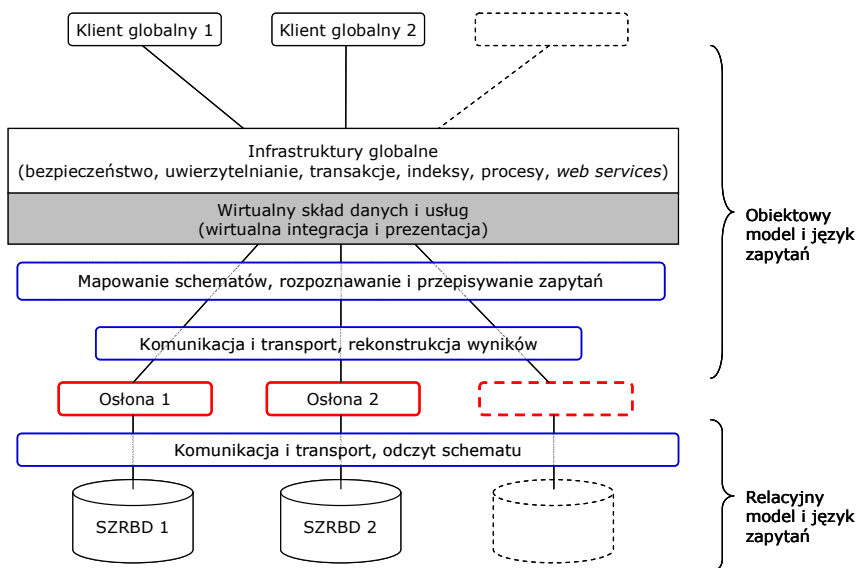 Klient globalny 1
Klient globalny 2
Infrastruktury globalne
(bezpieczeństwo, uwierzytelnianie, transakcje, indeksy, procesy, web services)
Wirtualny skład danych i usług
(wirtualna integracja i prezentacja)
Obiektowy
model i język
zapytań
Mapowanie schematów, rozpoznawanie i przepisywanie zapytań
Komunikacja i transport, rekonstrukcja wyników
Osłona 1
Osłona 2
Komunikacja i transport, odczyt schematu
SZRBD 1
SZRBD 2
Relacyjny
model i język
zapytań